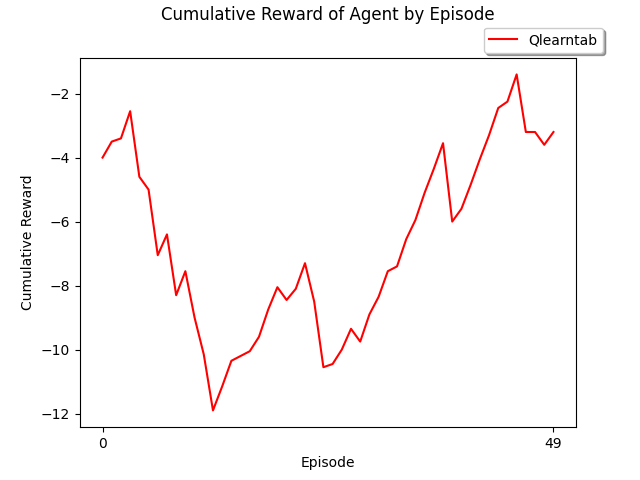 Cumulative Reward of Agent by Episode
Qlearntab
−2
−4
−6
−8
−10
−12
Cumulative Reward
0 49
Episode